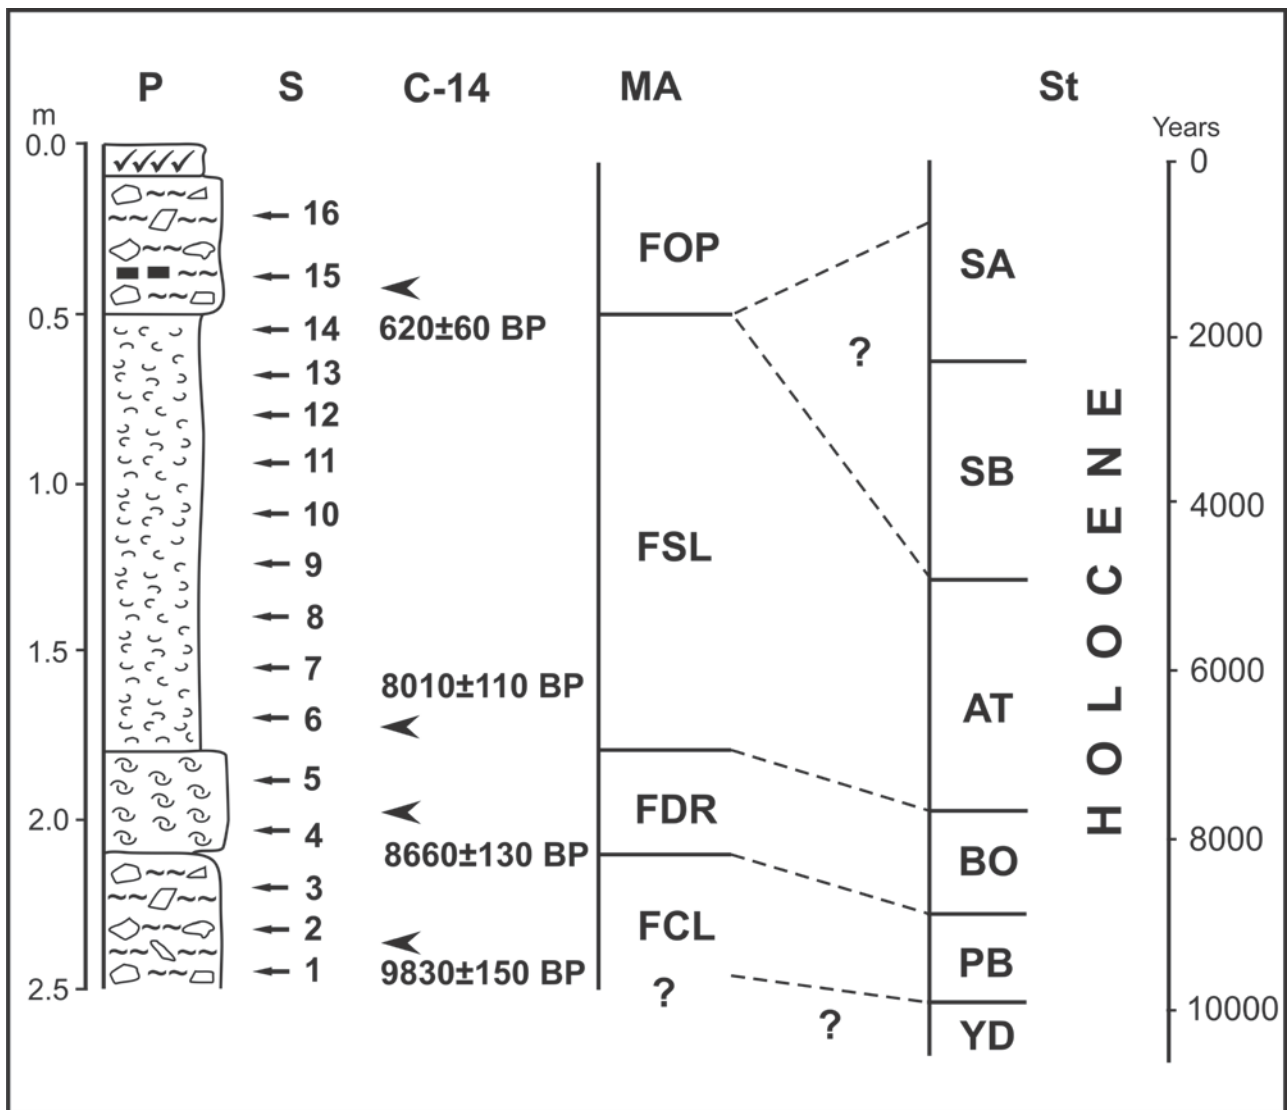 P S C-14 MA St
m
Years
0.0
0
16
FOP
SA
15
0.5
14
620±60 BP
2000
?
13
12
11
SB
1.0
10
4000
FSL
9
8
1.5
7
6000
8010±110 BP
6
AT
5
2.0
FDR
4
8000
8660±130 BP
BO
3
2
FCL
PB
1
9830±150 BP
2.5
?
10000
?
YD
HOLOCENE